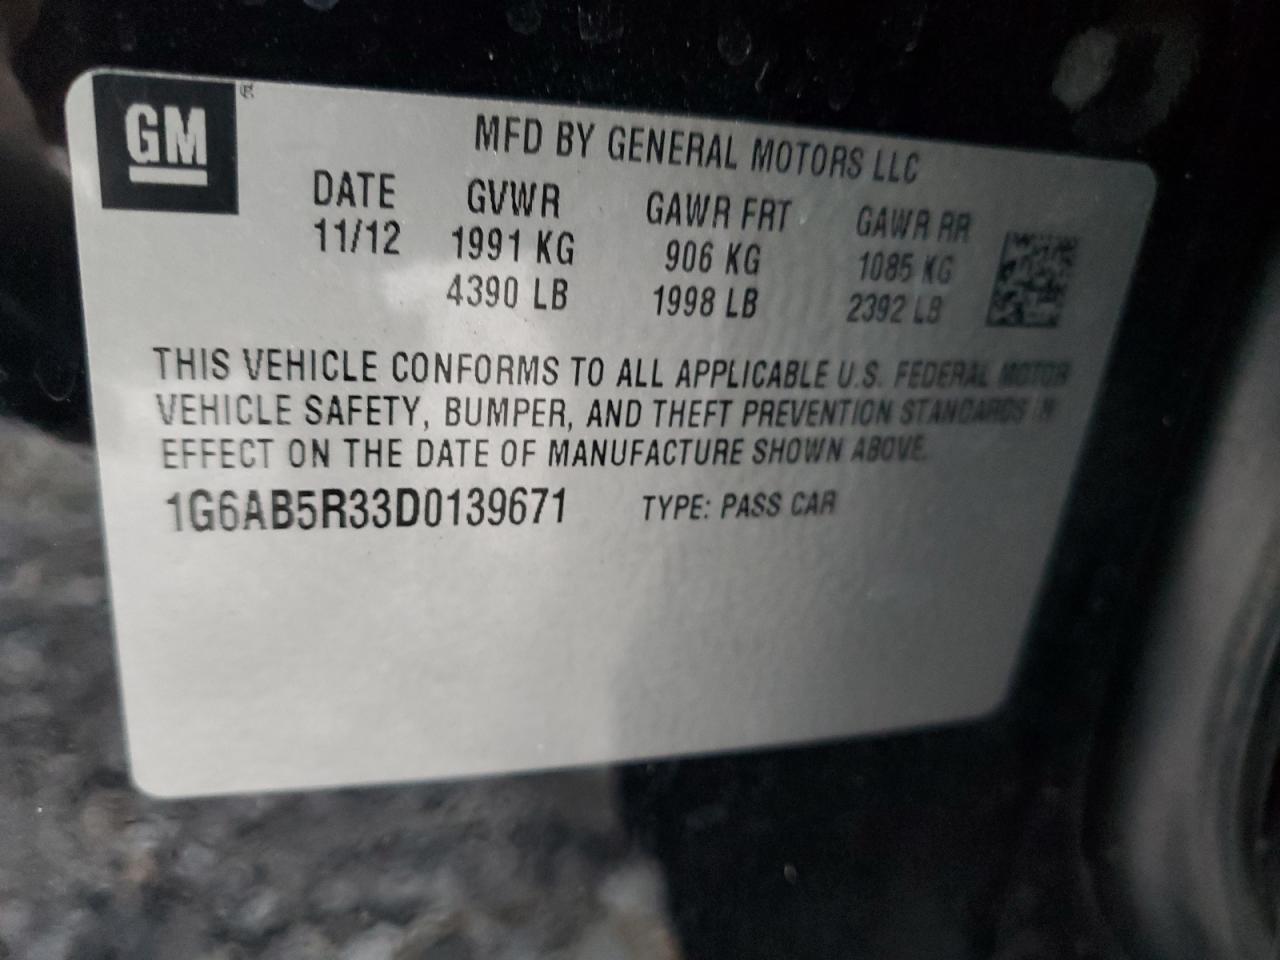 GM
MFD BY GENERAL MOTORS LLC
DATE GVWR GAWR FRT GAWR RR
11/12 1991 KG 906 KG 1085 KG
4390 LB 1998 LB 2392 LB
THIS VEHICLE CONFORMS TO ALL APPLICABLE U.S. FEDERAL MOTOR
VEHICLE SAFETY, BUMPER, AND THEFT PREVENTION STANDARDS IN
EFFECT ON THE DATE OF MANUFACTURE SHOWN ABOVE.
1G6AB5R33D0139671 TYPE: PASS CAR